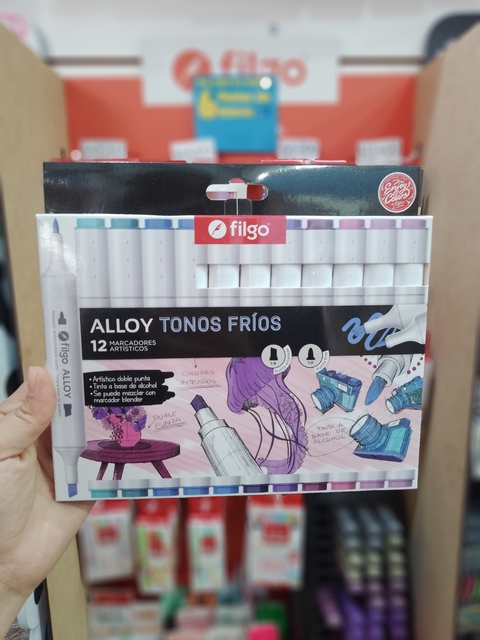 filgo
Enjoy
Colors
filgo
ALLOY TONOS FRÍOS
12 MARCADORES
ARTÍSTICOS
• Artístico doble punta
• Tinta a base de alcohol
• Se puede mezclar con
marcador blender
COLORES
INTENSOS
DOBLE
PUNTA
TINTA A
BASE DE
ALCOHOL
filgo ALLOY